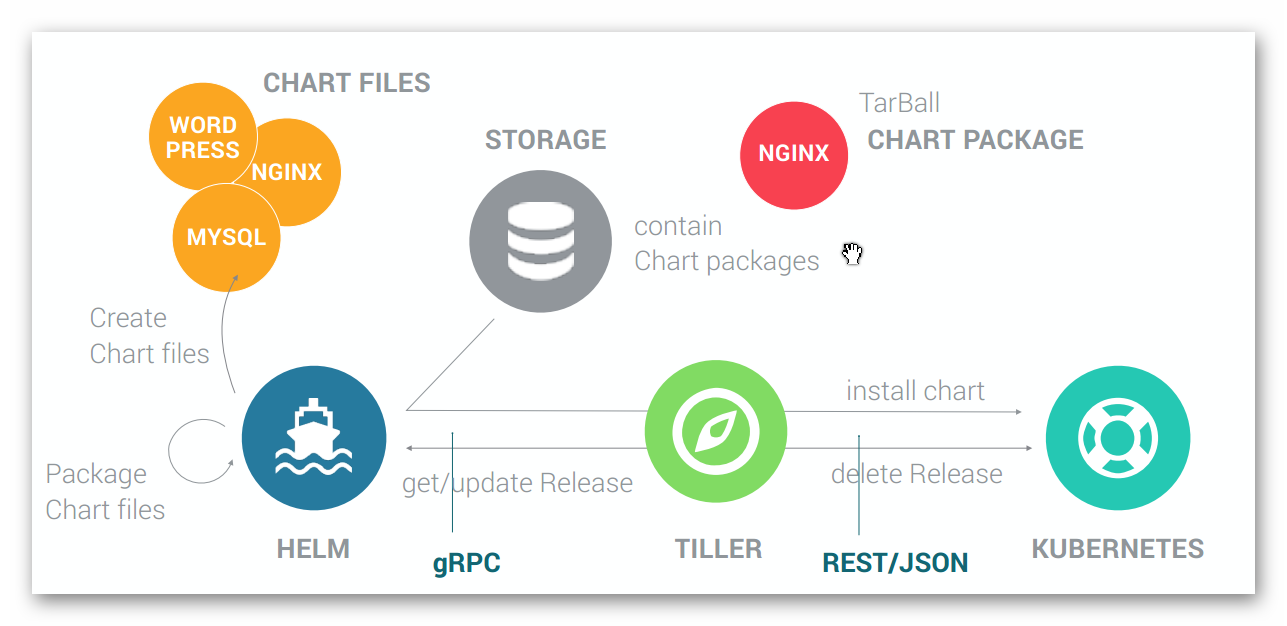 CHART FILES
WORD
PRESS
NGINX
MYSQL
STORAGE
NGINX
TarBall
CHART PACKAGE
contain
Chart packages
Create
Chart files
Package
Chart files
install chart
get/update Release
delete Release
HELM
gRPC
TILLER
REST/JSON
KUBERNETES